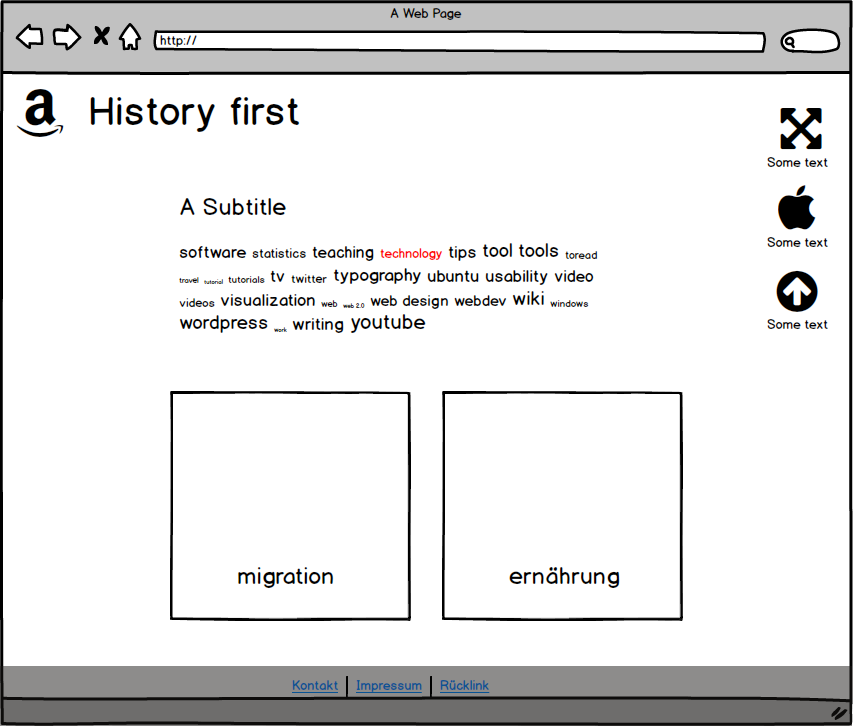 A Web Page
http://
a History first
Some text
A Subtitle
Some text
software statistics teaching technology tips tool tools toread
travel tutorial tutorials tv twitter typography ubuntu usability video
videos visualization web web 2.0 web design webdev wiki windows
wordpress work writing youtube
Some text
migration
ernährung
Kontakt | Impressum | Rücklink